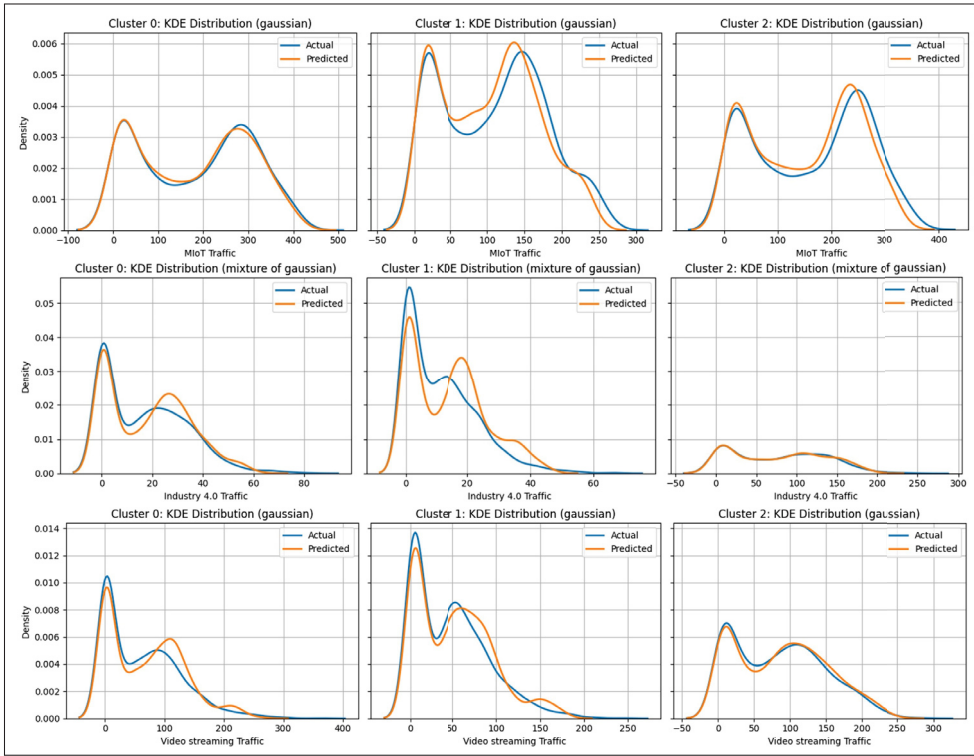 Cluster 0: KDE Distribution (gaussian)
Cluster 1: KDE Distribution (gaussian)
Cluster 2: KDE Distribution (gaussian)
Actual
Predicted
Actual
Predicted
Actual
Predicted
0.006
0.005
0.004
0.003
0.002
0.001
0.000
Density
−100 0 100 200 300 400 500
−50 0 50 100 150 200 250 300
0 100 200 300 400
MIoT Traffic
MIoT Traffic
MIoT Traffic
Cluster 0: KDE Distribution (mixture of gaussian)
Cluster 1: KDE Distribution (mixture of gaussian)
Cluster 2: KDE Distribution (mixture of gaussian)
Actual
Predicted
Actual
Predicted
Actual
Predicted
0.05
0.04
0.03
0.02
0.01
0.00
Density
0 20 40 60 80
0 20 40 60
−50 0 50 100 150 200 250 300
Industry 4.0 Traffic
Industry 4.0 Traffic
Industry 4.0 Traffic
Cluster 0: KDE Distribution (gaussian)
Cluster 1: KDE Distribution (gaussian)
Cluster 2: KDE Distribution (gaussian)
Actual
Predicted
Actual
Predicted
Actual
Predicted
0.014
0.012
0.010
0.008
0.006
0.004
0.002
0.000
Density
0 100 200 300 400
0 50 100 150 200 250
−50 0 50 100 150 200 250 300
Video streaming Traffic
Video streaming Traffic
Video streaming Traffic